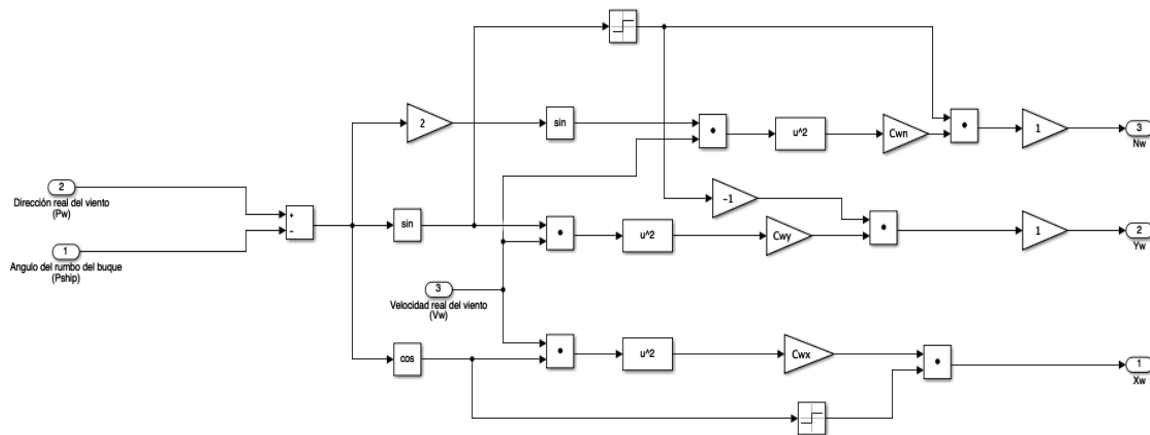 2
sin
•
u^2
Cwn
•
1
3
Nw
2
Dirección real del viento
(Pw)
+
−
-1
1
Angulo del rumbo del buque
(Pship)
sin
•
u^2
Cwy
•
1
2
Yw
3
Velocidad real del viento
(Vw)
cos
•
u^2
Cwx
•
1
Xw